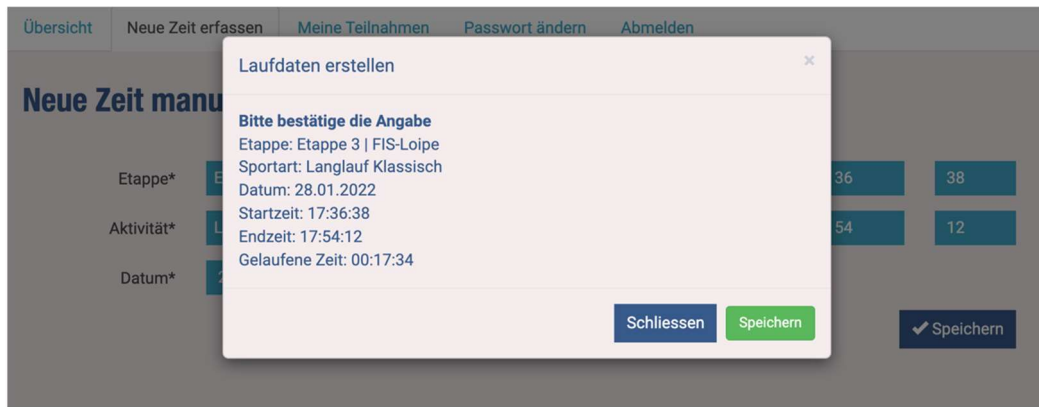 Übersicht Neue Zeit erfassen Meine Teilnahmen Passwort ändern Abmelden
Laufdaten erstellen ×
Neue Zeit
Bitte bestätige die Angabe
Etappe: Etappe 3 | FIS-Loipe
Sportart: Langlauf Klassisch
Datum: 28.01.2022
Startzeit: 17:36:38
Endzeit: 17:54:12
Gelaufene Zeit: 00:17:34
Etappe* 36 38
Aktivität* 54 12
Datum*
Schliessen Speichern
✔ Speichern